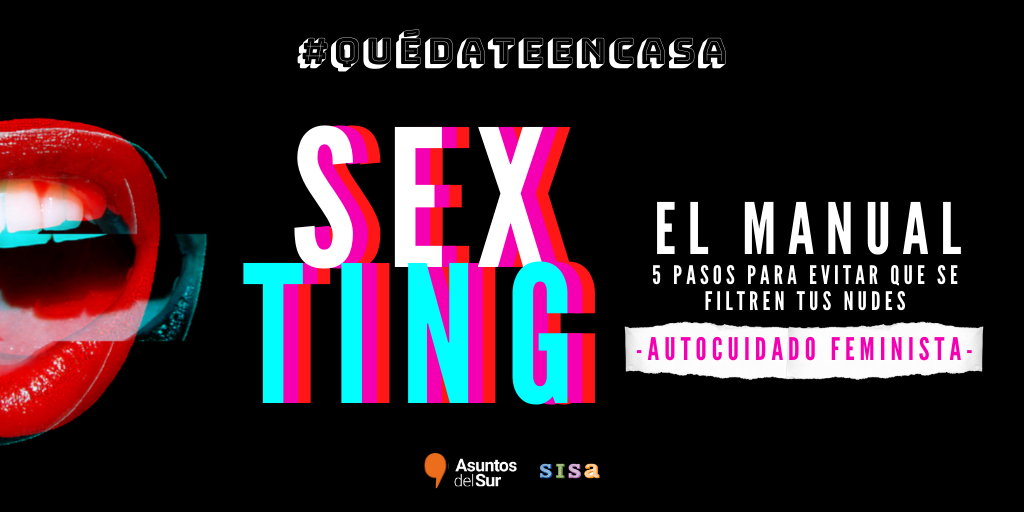 #QUÉDATEENCASA
SEX
TING
EL MANUAL
5 PASOS PARA EVITAR QUE SE
FILTREN TUS NUDES
-AUTOCUIDADO FEMINISTA-
Asuntos
del Sur
sisa